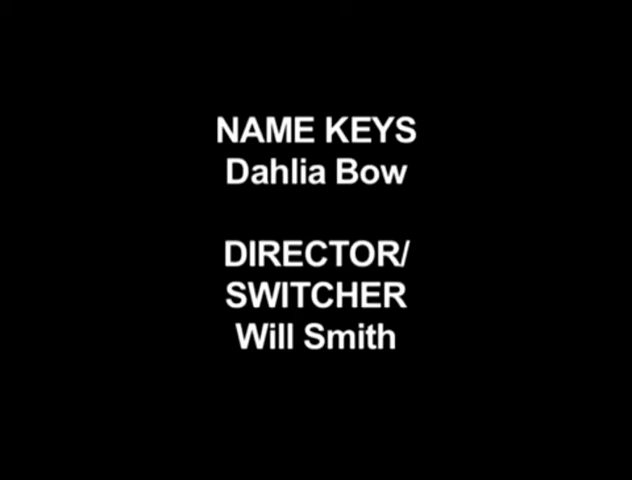 NAME KEYS
Dahlia Bow
DIRECTOR/
SWITCHER
Will Smith